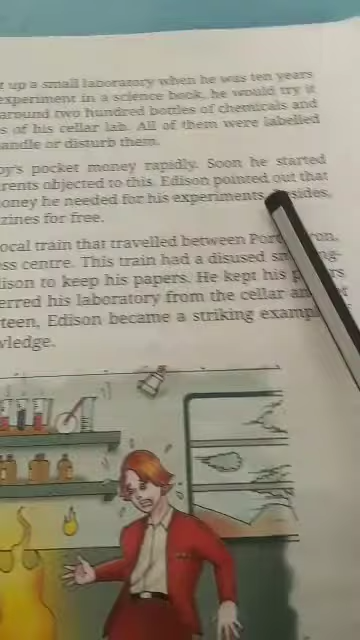 up a small laboratory when he was ten years
experiment in a science book, he would try it
around two hundred bottles of chemicals and
s of his cellar lab. All of them were labelled
andle or disturb them.
oy's pocket money rapidly. Soon he started
rents objected to this. Edison pointed out that
oney he needed for his experiments
zines for free.
ocal train that travelled between Port
ss centre. This train had a disused
ison to keep his papers. He kept his
erred his laboratory from the cellar
teen, Edison became a striking
wledge.